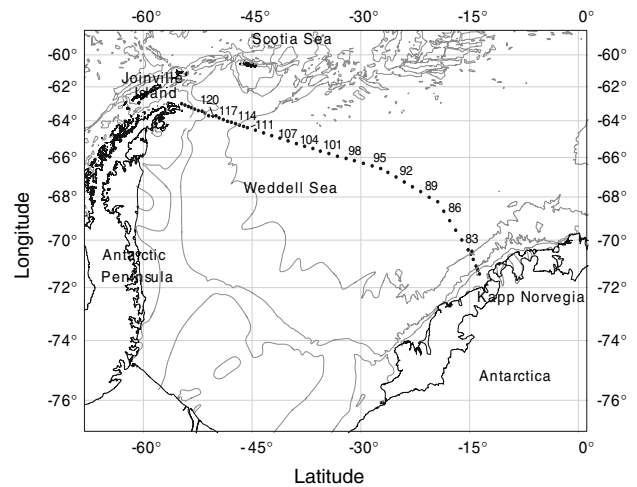 -60° -45° -30° -15° 0°
Scotia Sea
-60° -60°
Joinville
Island
-62° -62°
120
117
114
111
-64° -64°
107
104
101
98
95
-66° -66°
92
89
86
Weddell Sea
-68° -68°
83
-70° -70°
Antarctic
Peninsula
-72° -72°
Kapp Norvegia
-74° -74°
Antarctica
-76° -76°
-60° -45° -30° -15° 0°
Longitude
Latitude